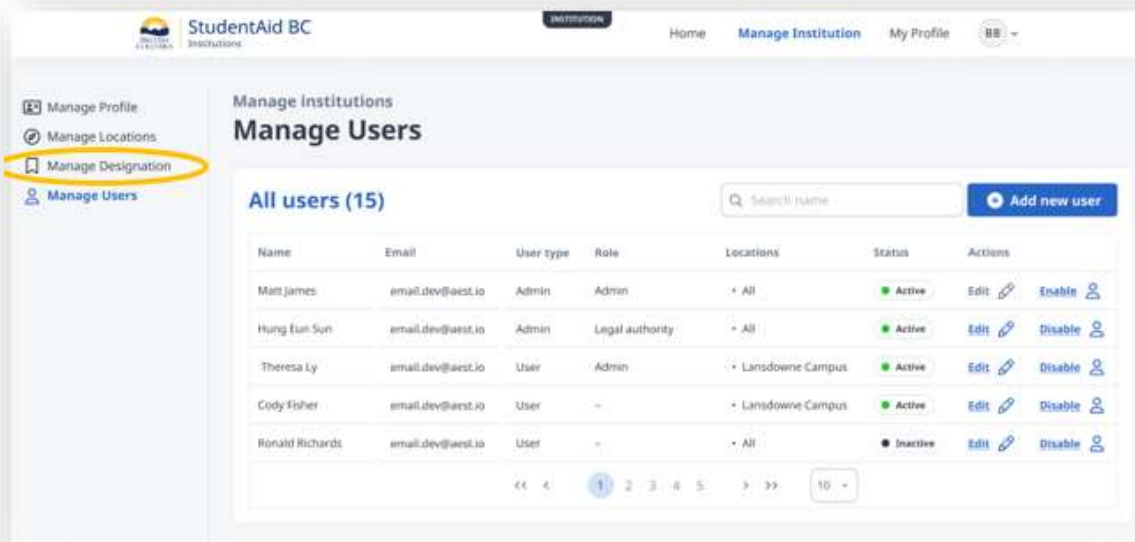 StudentAid BC
BRITISH
COLUMBIA
Institutions
INSTITUTION
Home Manage Institution My Profile BB
Manage Profile
Manage Locations
Manage Designation
Manage Users
Manage institutions
Manage Users
All users (15) Search name Add new user
Name Email User type Role Locations Status Actions
Matt James email.dev@aest.io Admin Admin • All Active Edit Enable
Hung Eun Sun email.dev@aest.io Admin Legal authority • All Active Edit Disable
Theresa Ly email.dev@aest.io User Admin • Lansdowne Campus Active Edit Disable
Cody Fisher email.dev@aest.io User – • Lansdowne Campus Active Edit Disable
Ronald Richards email.dev@aest.io User – • All Inactive Edit Disable
<< < 1 2 3 4 5 > >> 10